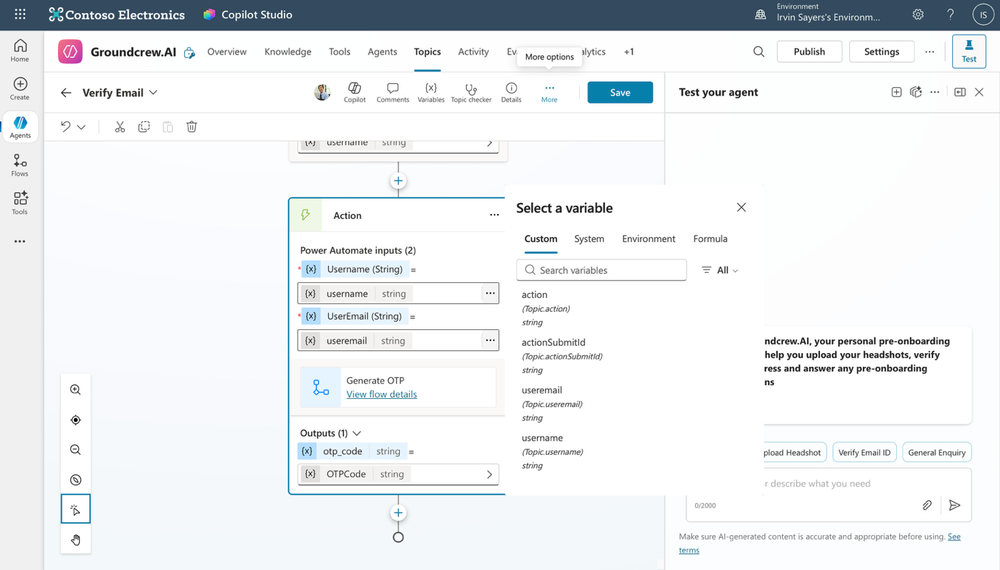 Contoso Electronics
Copilot Studio
Environment
Irvin Sayers's Environm...
?
IS
Home
Create
Agents
Flows
Tools
Groundcrew.AI
Overview
Knowledge
Tools
Agents
Topics
Activity
Ev
alytics
+1
More options
Publish
Settings
Test
Verify Email
Copilot
Comments
{x}
Variables
Topic checker
Details
More
Save
Test your agent
{x} username string
Action
Power Automate inputs (2)
* {x} Username (String) =
{x} username string
* {x} UserEmail (String) =
{x} useremail string
Generate OTP
View flow details
Outputs (1)
{x} otp_code string =
{x} OTPCode string
Select a variable
Custom
System
Environment
Formula
Search variables
All
action
(Topic.action)
string
actionSubmitId
(Topic.actionSubmitId)
string
useremail
(Topic.useremail)
string
username
(Topic.username)
string
ndcrew.AI, your personal pre-onboarding
help you upload your headshots, verify
ress and answer any pre-onboarding
ns
pload Headshot
Verify Email ID
General Enquiry
r describe what you need
0/2000
Make sure AI-generated content is accurate and appropriate before using. See
terms